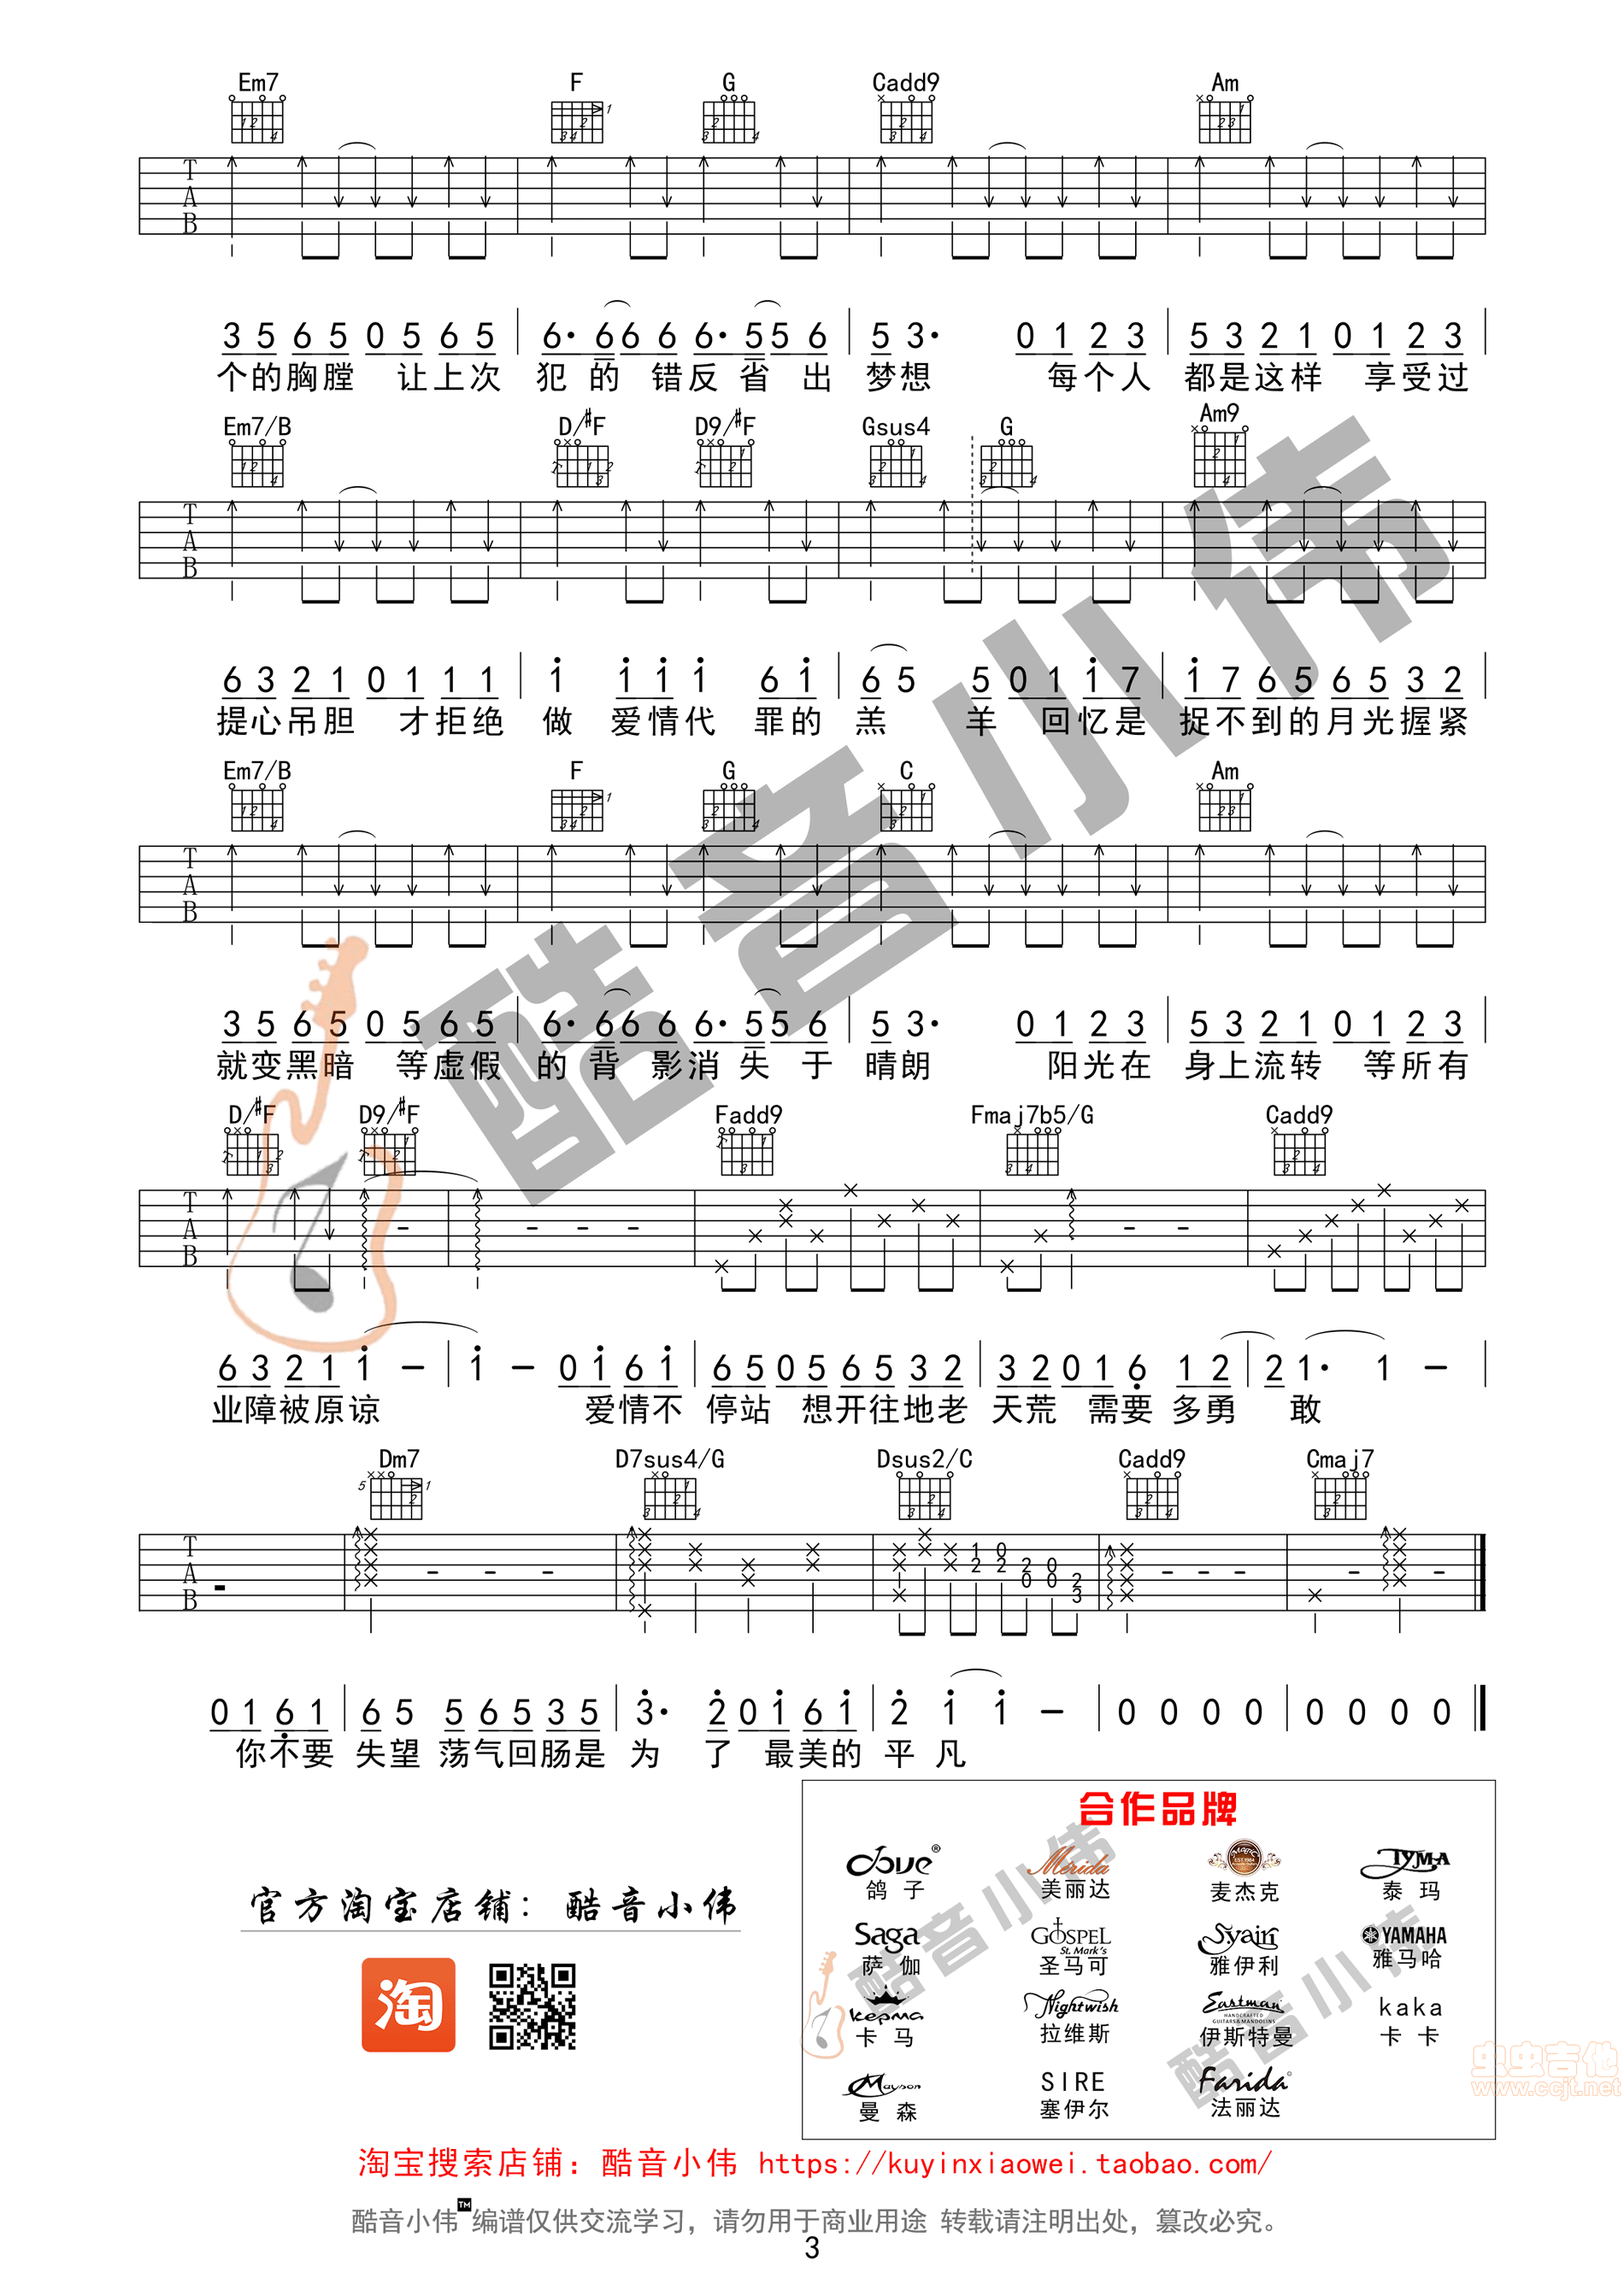 Em7 F G Cadd9 Am
3 5 6 5 0 5 6 5 | 6· 6 6 6 6· 5 5 6 | 5 3· 0 1 2 3 | 5 3 2 1 0 1 2 3 |
个的胸膛 让上次 犯的错反省出 梦想 每个人 都是这样 享受过
Em7/B D/#F D9/#F Gsus4 G Am9
6 3 2 1 0 1 1 1 | 1 1 1 1 6 1 | 6 5 5 0 1 1 7 | 1 7 6 5 6 5 3 2 |
提心吊胆 才拒绝 做 爱情代 罪的 羔 羊 回忆是 捉不到的月光握紧
Em7/B F G C Am
3 5 6 5 0 5 6 5 | 6· 6 6 6 6· 5 5 6 | 5 3· 0 1 2 3 | 5 3 2 1 0 1 2 3 |
就变黑暗 等虚假 的背影消失于 晴朗 阳光在 身上流转 等所有
D/#F D9/#F Fadd9 Fmaj7b5/G Cadd9
6 3 2 1 1 − | 1 − 0 1 6 1 | 6 5 0 5 6 5 3 2 | 3 2 0 1 6 1 2 | 2 1· 1 − |
业障被原谅 爱情不 停站 想开往地老 天荒 需要多勇 敢
Dm7 D7sus4/G Dsus2/C Cadd9 Cmaj7
0 1 6 1 | 6 5 5 6 5 3 5 | 3· 2 0 1 6 1 | 2 1 1 − | 0 0 0 0 | 0 0 0 0
你不要 失望 荡气回肠是 为 了 最美的 平 凡
合作品牌
Dove® Merida MAGIC TYMA
鸽子 美丽达 麦杰克 泰玛
Saga GOSPEL St. Mark's Syairi YAMAHA
萨伽 圣马可 雅伊利 雅马哈
kepma Nightwish Eastman HANDCRAFTED GUITARS & MANDOLINS kaka
卡马 拉维斯 伊斯特曼 卡卡
Mayson SIRE Farida
曼森 塞伊尔 法丽达
官方淘宝店铺：酷音小伟
淘
淘宝搜索店铺：酷音小伟 https://kuyinxiaowei.taobao.com/
酷音小伟TM编谱仅供交流学习，请勿用于商业用途 转载请注明出处，篡改必究。
3
酷音小伟
虫虫吉他
www.ccjt.net